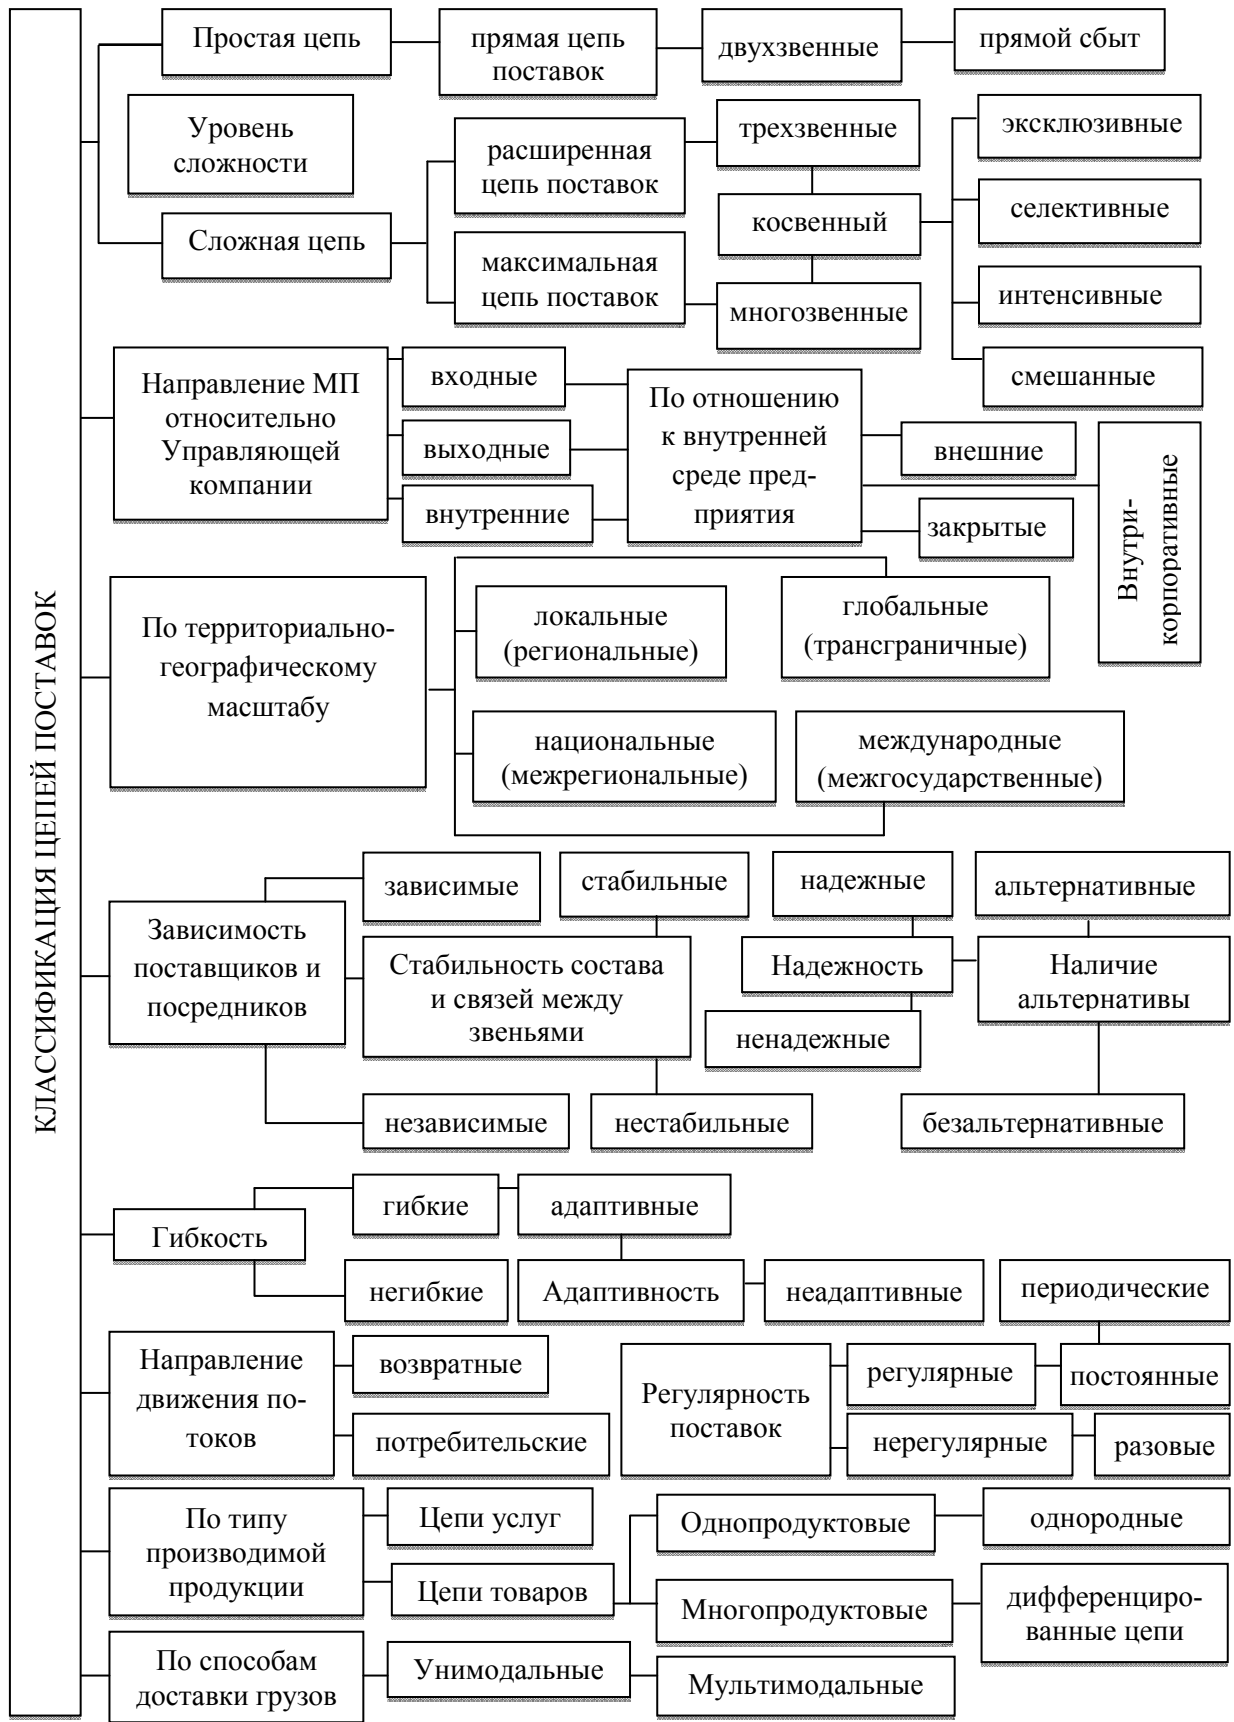 КЛАССИФИКАЦИЯ ЦЕПЕЙ ПОСТАВОК
Простая цепь
прямая цепь
поставок
двухзвенные
прямой сбыт
Уровень
сложности
Сложная цепь
расширенная
цепь поставок
максимальная
цепь поставок
трехзвенные
косвенный
многозвенные
эксклюзивные
селективные
интенсивные
смешанные
Направление МП
относительно
Управляющей
компании
входные
выходные
внутренние
По отношению
к внутренней
среде пред-
приятия
внешние
закрытые
Внутри-
корпоративные
По территориально-
географическому
масштабу
локальные
(региональные)
глобальные
(трансграничные)
национальные
(межрегиональные)
международные
(межгосударственные)
Зависимость
поставщиков и
посредников
зависимые
независимые
Стабильность состава
и связей между
звеньями
стабильные
нестабильные
надежные
Надежность
ненадежные
альтернативные
Наличие
альтернативы
безальтернативные
Гибкость
гибкие
негибкие
адаптивные
Адаптивность
неадаптивные
Направление
движения по-
токов
возвратные
потребительские
Регулярность
поставок
регулярные
нерегулярные
периодические
постоянные
разовые
По типу
производимой
продукции
Цепи услуг
Цепи товаров
Однопродуктовые
однородные
Многопродуктовые
дифференциро-
ванные цепи
По способам
доставки грузов
Унимодальные
Мультимодальные